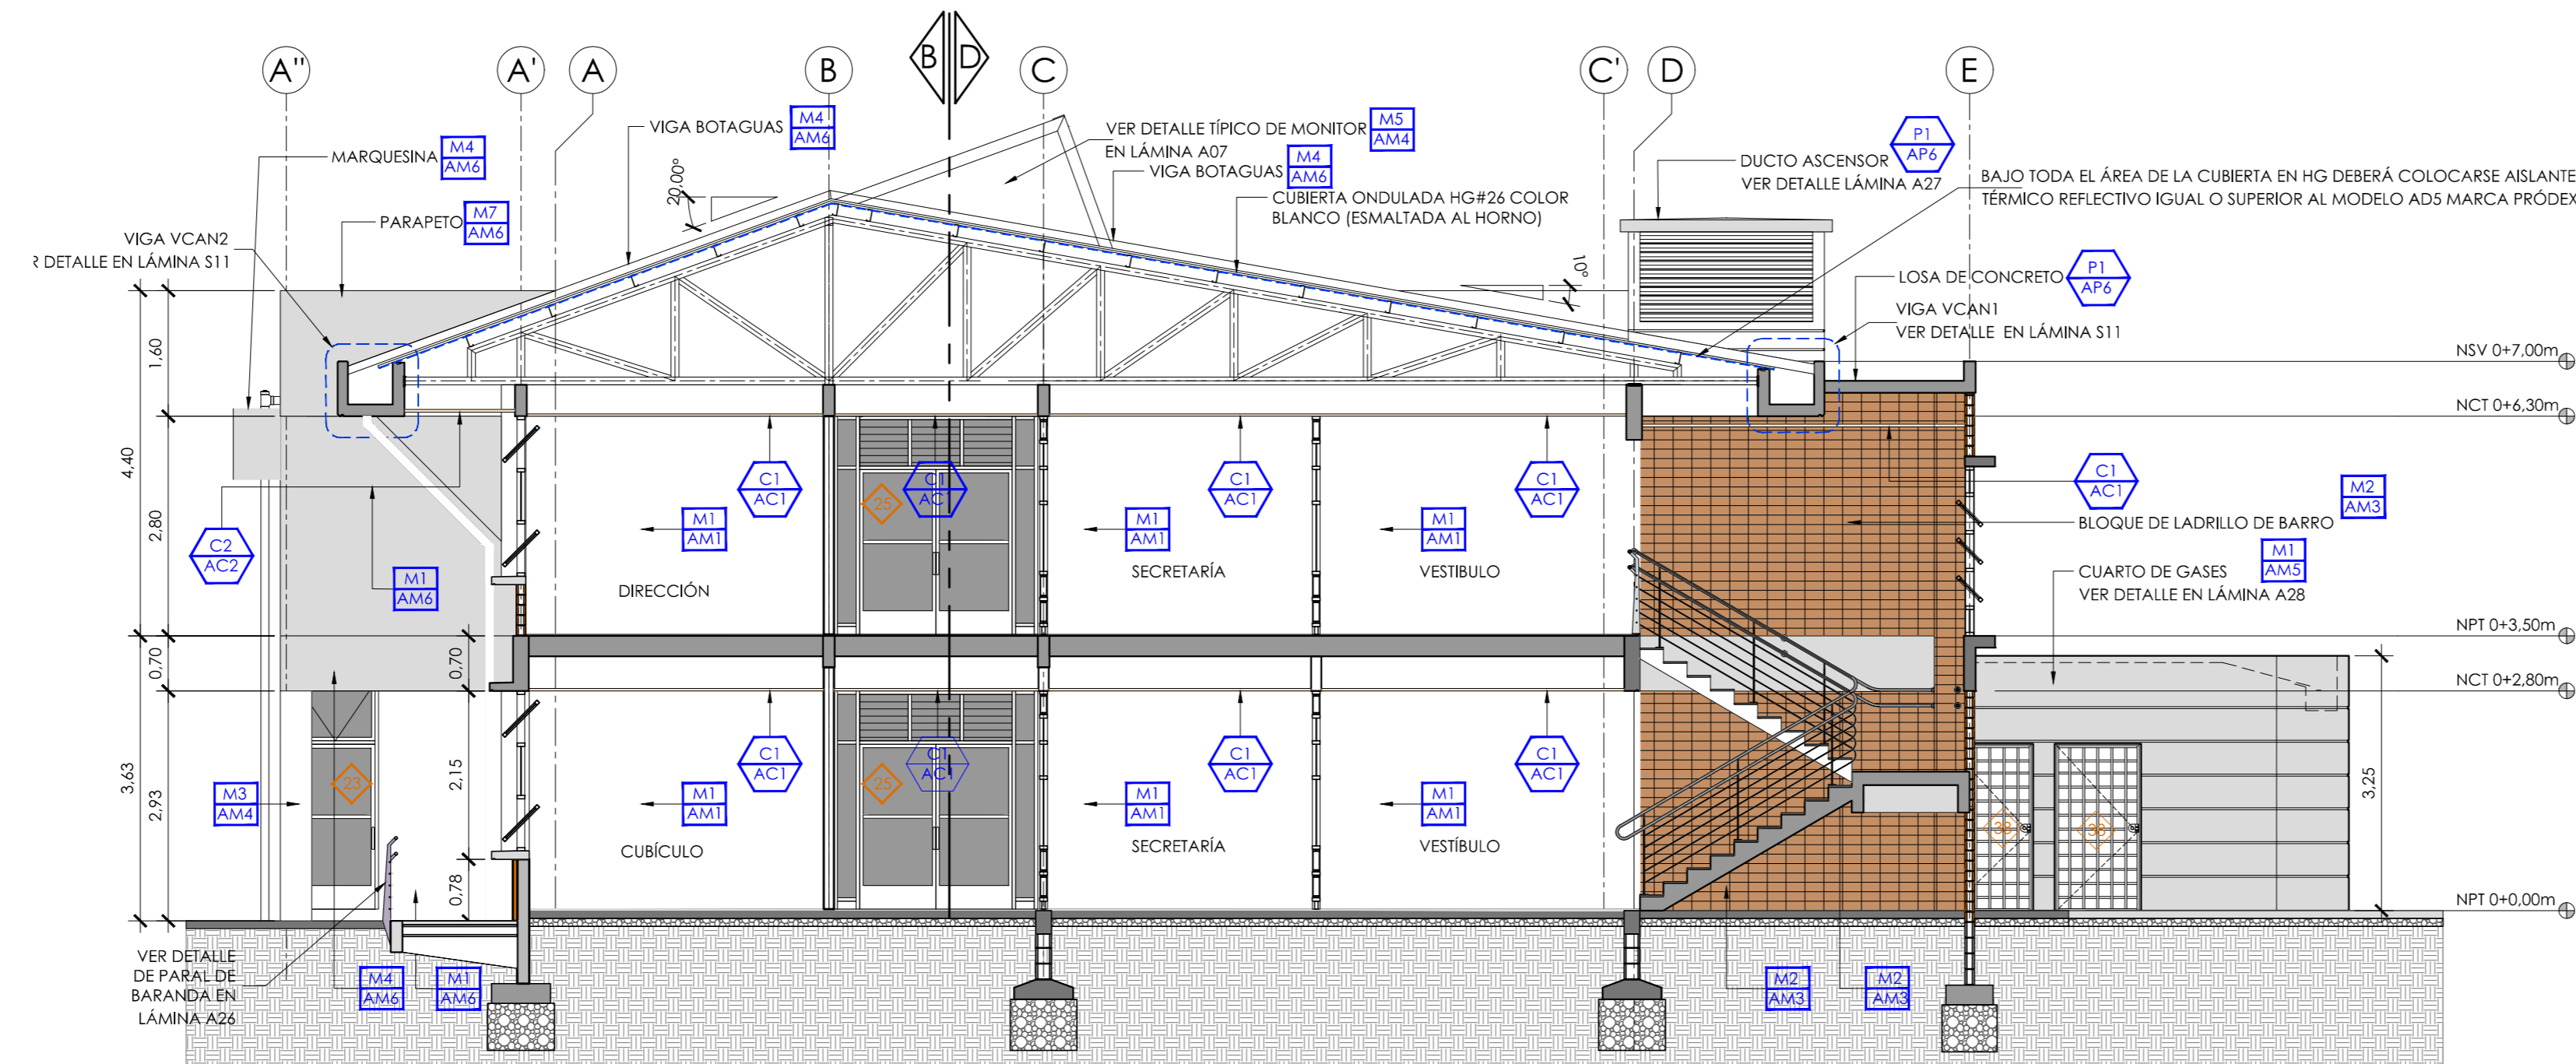 A"
A'
A
B
B
D
C
C'
D
E
VIGA BOTAGUAS
M4
AM6
VER DETALLE TÍPICO DE MONITOR
EN LÁMINA A07
M5
AM4
VIGA BOTAGUAS
M4
AM6
DUCTO ASCENSOR
VER DETALLE LÁMINA A27
P1
AP6
MARQUESINA
M4
AM6
BAJO TODA EL ÁREA DE LA CUBIERTA EN HG DEBERÁ COLOCARSE AISLANTE
TÉRMICO REFLECTIVO IGUAL O SUPERIOR AL MODELO AD5 MARCA PRÓDEX
20,00°
CUBIERTA ONDULADA HG#26 COLOR
BLANCO (ESMALTADA AL HORNO)
PARAPETO
M7
AM6
VIGA VCAN2
R DETALLE EN LÁMINA S11
10°
LOSA DE CONCRETO
P1
AP6
VIGA VCAN1
VER DETALLE EN LÁMINA S11
1,60
NSV 0+7,00m
NCT 0+6,30m
4,40
2,80
C1
AC1
C1
AC1
C1
AC1
C1
AC1
C1
AC1
25
M2
AM3
BLOQUE DE LADRILLO DE BARRO
M1
AM1
M1
AM1
M1
AM1
C2
AC2
M1
AM6
DIRECCIÓN
SECRETARÍA
VESTIBULO
M1
AM5
CUARTO DE GASES
VER DETALLE EN LÁMINA A28
NPT 0+3,50m
0,70
0,70
NCT 0+2,80m
3,63
2,93
2,15
0,78
3,25
C1
AC1
C1
AC1
C1
AC1
C1
AC1
23
25
M3
AM4
M1
AM1
M1
AM1
M1
AM1
38
38
CUBÍCULO
SECRETARÍA
VESTÍBULO
NPT 0+0,00m
VER DETALLE
DE PARAL DE
BARANDA EN
LÁMINA A26
M4
AM6
M1
AM6
M2
AM3
M2
AM3